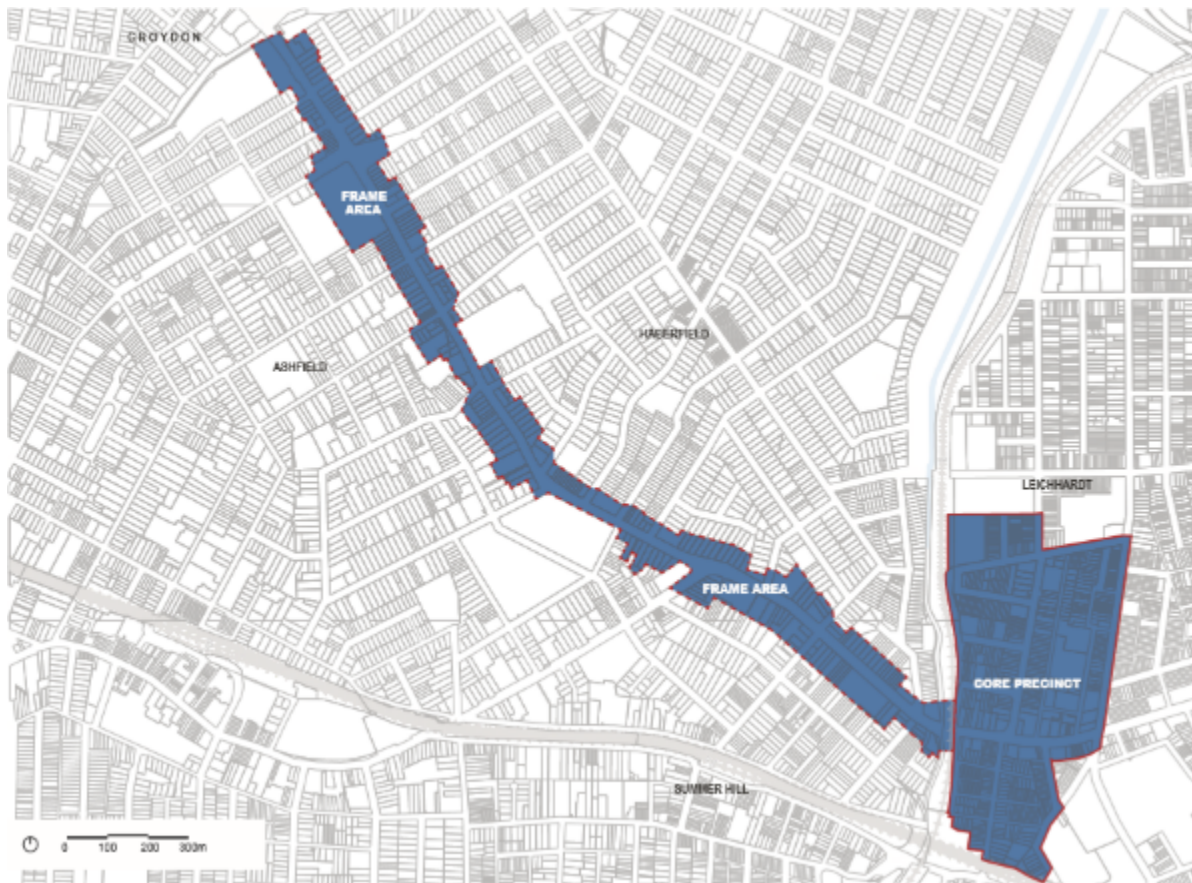 CROYDON
FRAME
AREA
HABERFIELD
ASHFIELD
LEICHHARDT
FRAME AREA
CORE PRECINCT
SUMMER HILL
0 100 200 300m